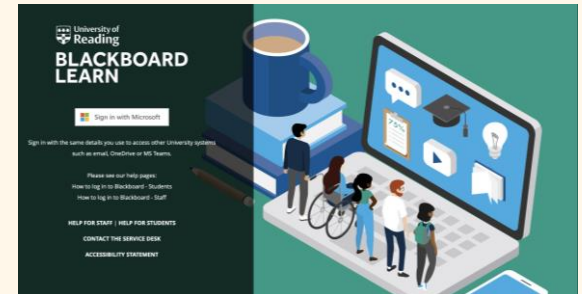 University of
Reading
BLACKBOARD
LEARN
Sign in with Microsoft
Sign in with the same details you use to access other University systems
such as email, OneDrive or MS Teams.
Please see our help pages:
How to log in to Blackboard - Students
How to log in to Blackboard - Staff
HELP FOR STAFF | HELP FOR STUDENTS
CONTACT THE SERVICE DESK
ACCESSIBILITY STATEMENT
75%